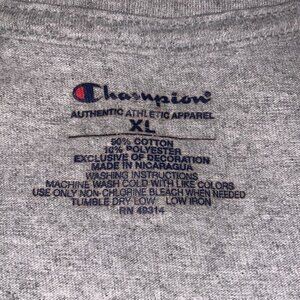 Champion
AUTHENTIC ATHLETIC APPAREL
XL
90% COTTON
10% POLYESTER
EXCLUSIVE OF DECORATION
MADE IN NICARAGUA
WASHING INSTRUCTIONS
MACHINE WASH COLD WITH LIKE COLORS
USE ONLY NON-CHLORINE BLEACH WHEN NEEDED
TUMBLE DRY LOW LOW IRON
RN 49314